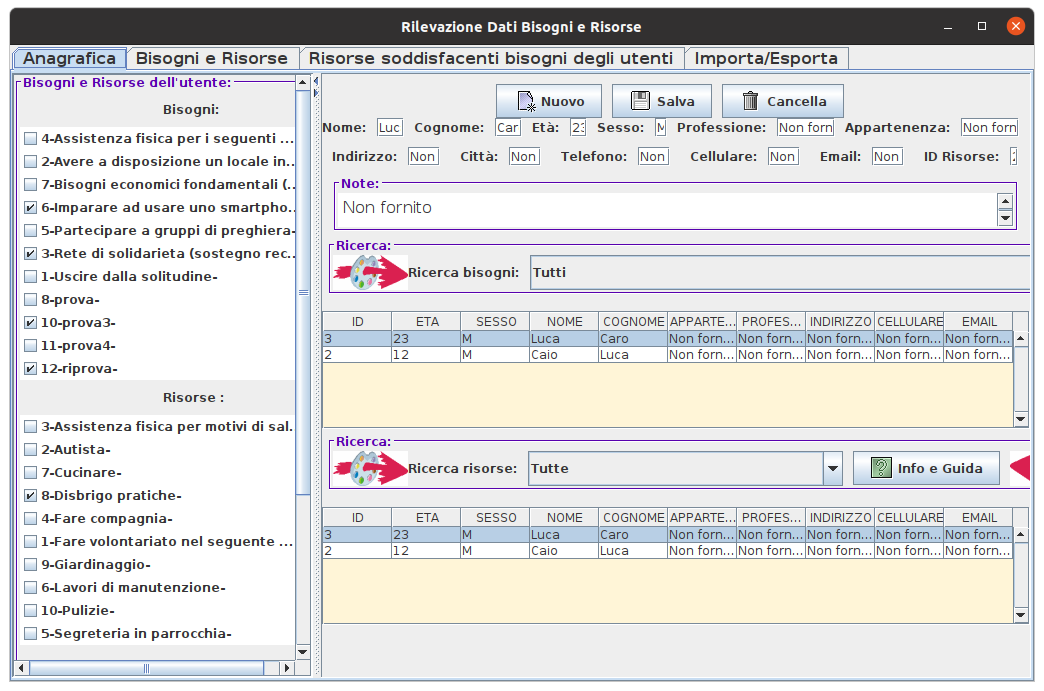 Rilevazione Dati Bisogni e Risorse
Anagrafica Bisogni e Risorse Risorse soddisfacenti bisogni degli utenti Importa/Esporta
Bisogni e Risorse dell'utente:
Bisogni:
4-Assistenza fisica per i seguenti ...
2-Avere a disposizione un locale in..
7-Bisogni economici fondamentali (..
6-Imparare ad usare uno smartpho..
5-Partecipare a gruppi di preghiera-
3-Rete di solidarieta (sostegno rec..
1-Uscire dalla solitudine-
8-prova-
10-prova3-
11-prova4-
12-riprova-
Risorse :
3-Assistenza fisica per motivi di sal.
2-Autista-
7-Cucinare-
8-Disbrigo pratiche-
4-Fare compagnia-
1-Fare volontariato nel seguente ...
9-Giardinaggio-
6-Lavori di manutenzione-
10-Pulizie-
5-Segreteria in parrocchia-
Nuovo Salva Cancella
Nome: Luc Cognome: Car Età: 23 Sesso: M Professione: Non forn Appartenenza: Non forn
Indirizzo: Non Città: Non Telefono: Non Cellulare: Non Email: Non ID Risorse:
Note:
Non fornito
Ricerca:
Ricerca bisogni: Tutti
ID ETA SESSO NOME COGNOME APPARTE... PROFES... INDIRIZZO CELLULARE EMAIL
3 23 M Luca Caro Non forn... Non forn... Non forn... Non forn... Non forn...
2 12 M Caio Luca Non forn... Non forn... Non forn... Non forn... Non forn...
Ricerca:
Ricerca risorse: Tutte Info e Guida
ID ETA SESSO NOME COGNOME APPARTE... PROFES... INDIRIZZO CELLULARE EMAIL
3 23 M Luca Caro Non forn... Non forn... Non forn... Non forn... Non forn...
2 12 M Caio Luca Non forn... Non forn... Non forn... Non forn... Non forn...